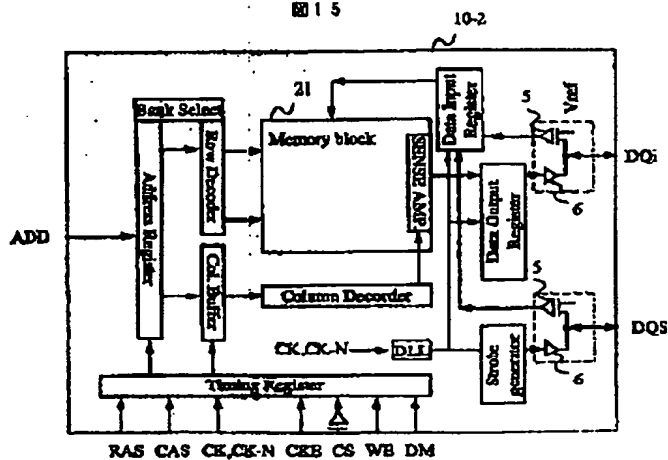 図15
10-2
21
5
Vref
Bank Select
Address Register
Row Decoder
Memory block
SENSE AMP
Data Input Register
DQi
6
Data Output Register
ADD
Col. Buffer
Column Decorder
5
DQS
CK,CK-N
DLL
Strobe generator
6
Timing Register
RAS CAS CK,CK-N CKE CS WE DM